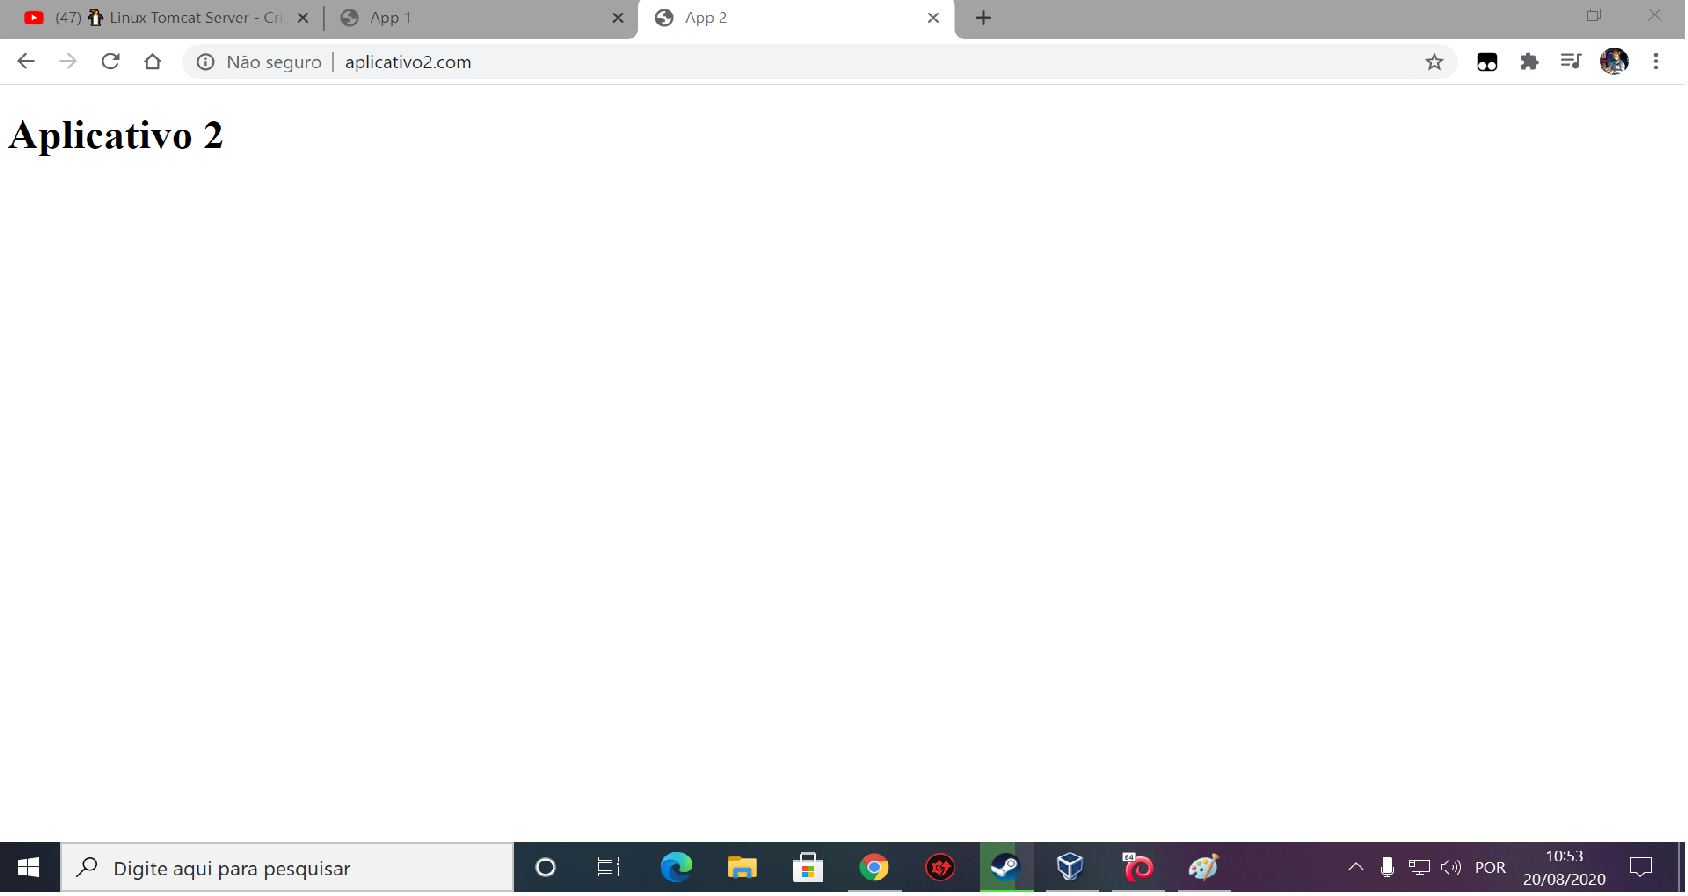 (47) Linux Tomcat Server - Cri
App 1
App 2
Não seguro
aplicativo2.com
Aplicativo 2
Digite aqui para pesquisar
64
POR
10:53
20/08/2020